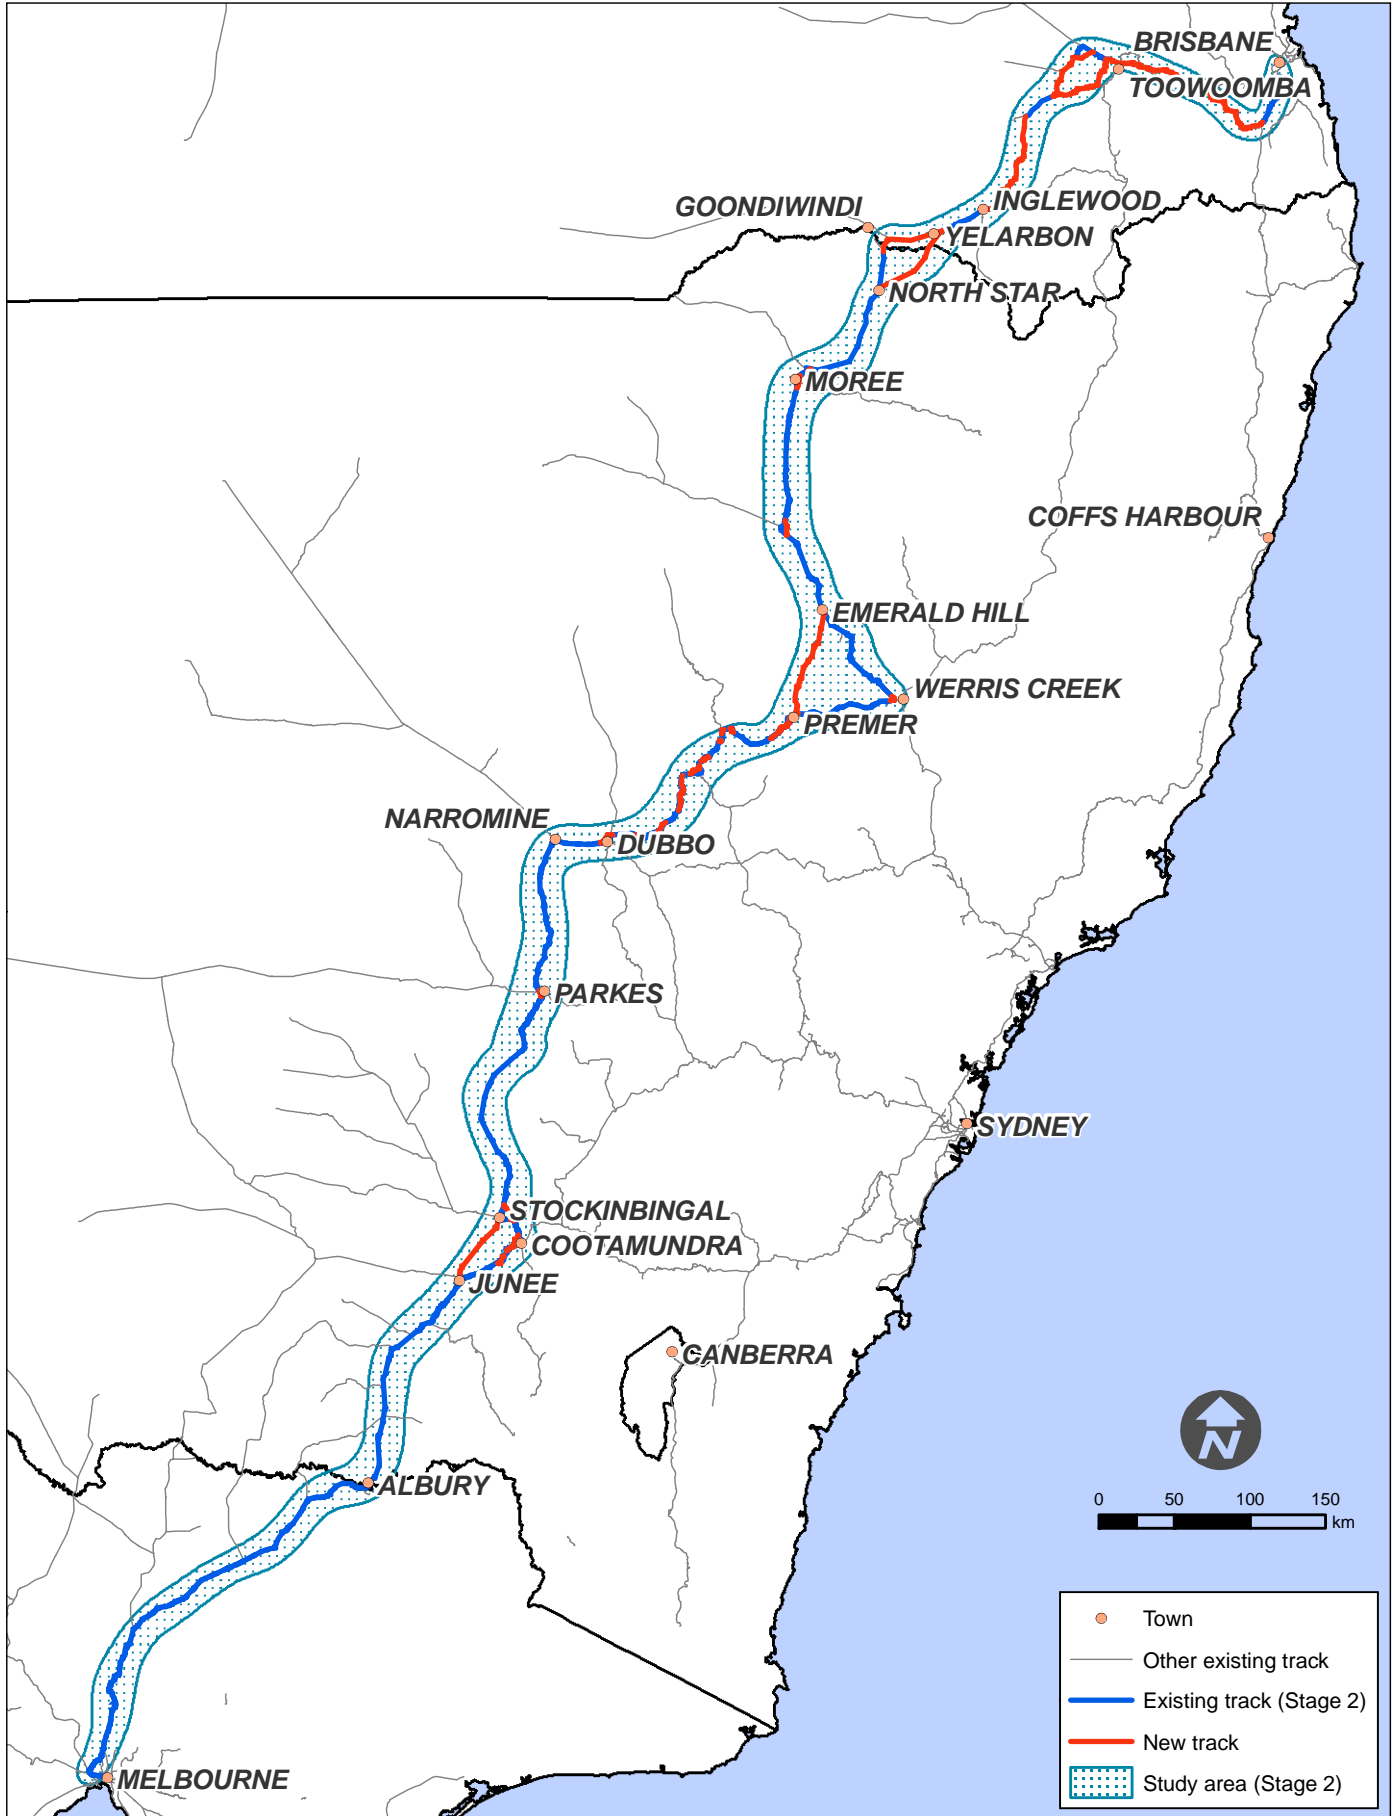 BRISBANE
TOOWOOMBA
INGLEWOOD
GOONDIWINDI
YELARBON
NORTH STAR
MOREE
COFFS HARBOUR
EMERALD HILL
WERRIS CREEK
PREMER
NARROMINE
DUBBO
PARKES
SYDNEY
STOCKINBINGAL
COOTAMUNDRA
JUNEE
CANBERRA
N
ALBURY
0 50 100 150
km
Town
Other existing track
Existing track (Stage 2)
New track
Study area (Stage 2)
MELBOURNE